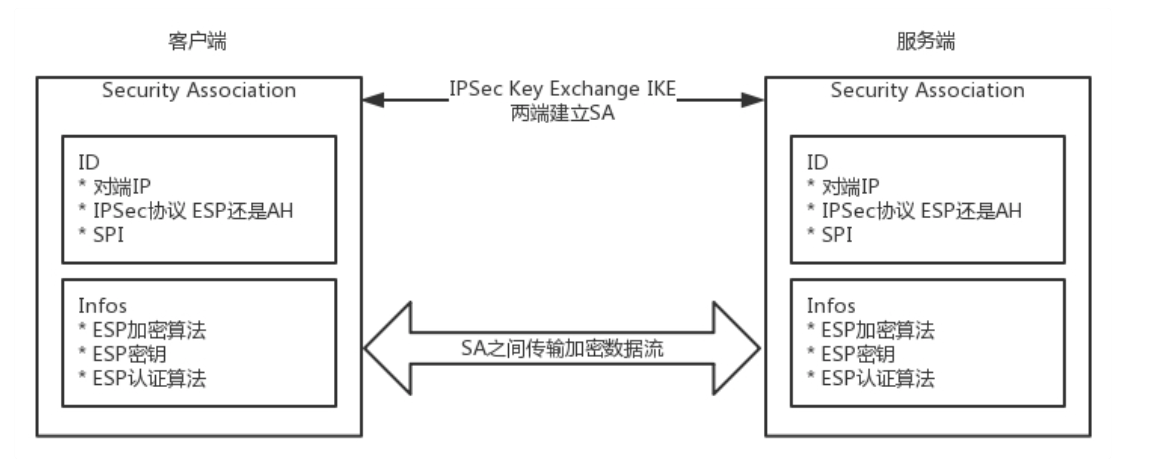 客户端
服务端
Security Association
IPSec Key Exchange IKE
两端建立SA
Security Association
ID
* 对端IP
* IPSec协议 ESP还是AH
* SPI
Infos
* ESP加密算法
* ESP密钥
* ESP认证算法
SA之间传输加密数据流
ID
* 对端IP
* IPSec协议 ESP还是AH
* SPI
Infos
* ESP加密算法
* ESP密钥
* ESP认证算法